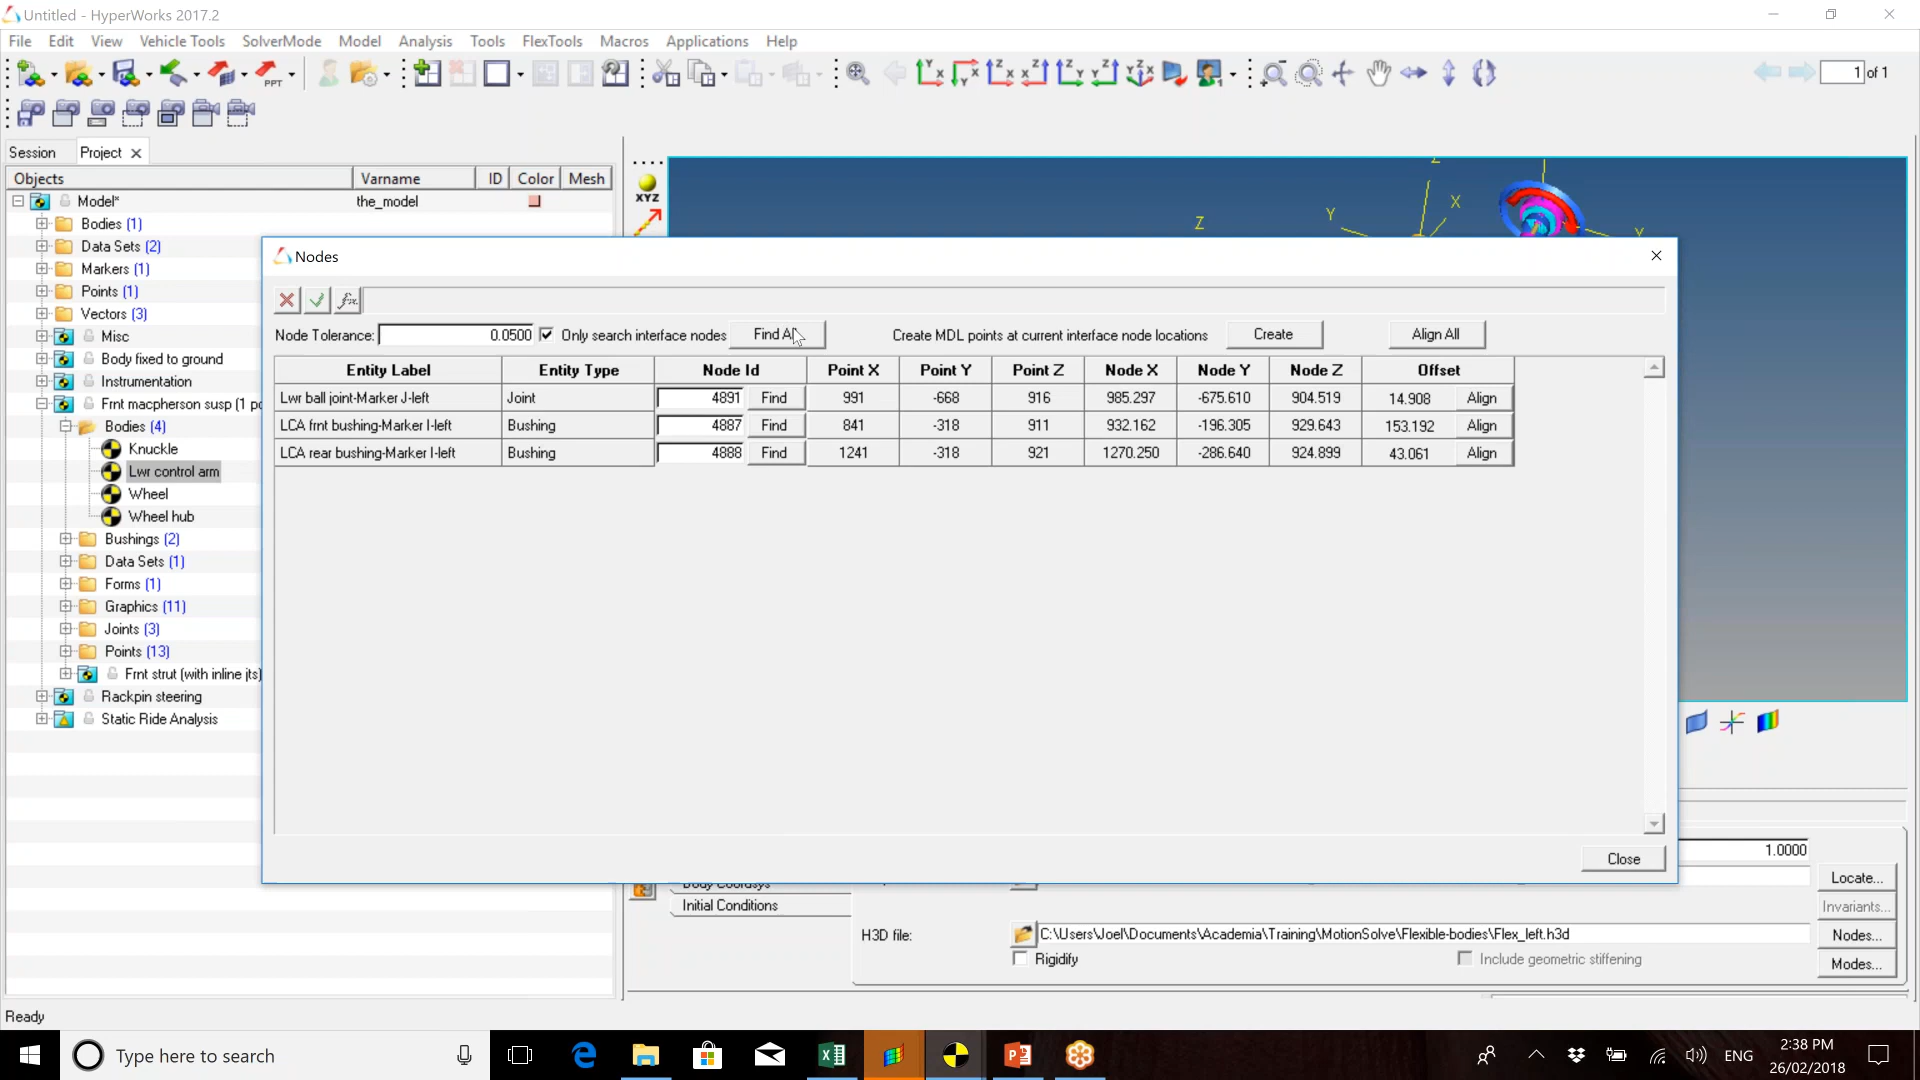 Untitled - HyperWorks 2017.2
File Edit View Vehicle Tools SolverMode Model Analysis Tools FlexTools Macros Applications Help
PPT
1 of 1
Session Project
Objects Varname ID Color Mesh
Model* the_model
Bodies (1)
Data Sets (2)
Markers (1)
Points (1)
Vectors (3)
Misc
Body fixed to ground
Instrumentation
Frnt macpherson susp (1 pc
Bodies (4)
Knuckle
Lwr control arm
Wheel
Wheel hub
Bushings (2)
Data Sets (1)
Forms (1)
Graphics (11)
Joints (3)
Points (13)
Frnt strut (with inline jts)
Rackpin steering
Static Ride Analysis
XYZ
Z Y Z X Y
Nodes
fx
Node Tolerance: 0.0500 Only search interface nodes Find All Create MDL points at current interface node locations Create Align All
Entity Label Entity Type Node Id Point X Point Y Point Z Node X Node Y Node Z Offset
Lwr ball joint-Marker J-left Joint 4891 Find 991 -668 916 985.297 -675.610 904.519 14.908 Align
LCA frnt bushing-Marker I-left Bushing 4887 Find 841 -318 911 932.162 -196.305 929.643 153.192 Align
LCA rear bushing-Marker I-left Bushing 4888 Find 1241 -318 921 1270.250 -286.640 924.899 43.061 Align
Close
1.0000
Body Coordsys
Initial Conditions
Locate...
Invariants...
H3D file: C:\Users\Joel\Documents\Academia\Training\MotionSolve\Flexible-bodies\Flex_left.h3d Nodes...
Rigidify Include geometric stiffening Modes...
Ready
Type here to search
ENG
2:38 PM
26/02/2018